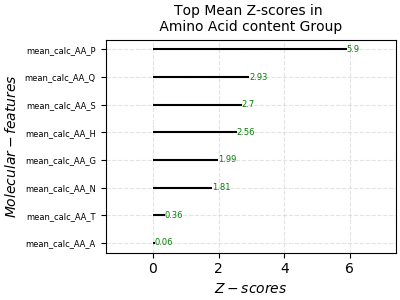 Top Mean Z-scores in
Amino Acid content Group
Molecular − features
mean_calc_AA_P 5.9
mean_calc_AA_Q 2.93
mean_calc_AA_S 2.7
mean_calc_AA_H 2.56
mean_calc_AA_G 1.99
mean_calc_AA_N 1.81
mean_calc_AA_T 0.36
mean_calc_AA_A 0.06
0 2 4 6
Z − scores